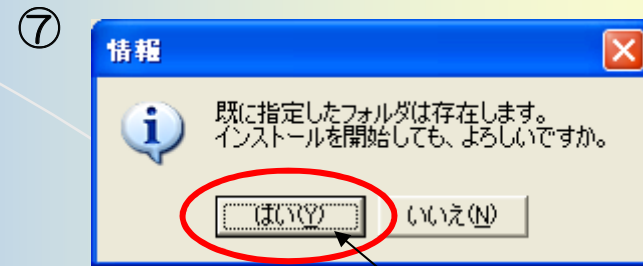 ⑦
情報
既に指定したフォルダは存在します。
インストールを開始しても、よろしいですか。
はい(Y) いいえ(N)